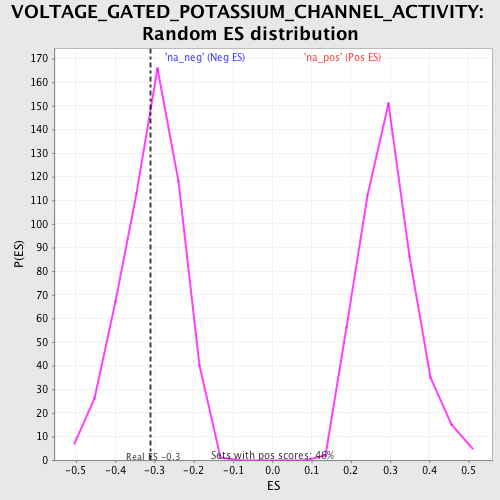 VOLTAGE_GATED_POTASSIUM_CHANNEL_ACTIVITY:
Random ES distribution
'na_neg' (Neg ES)
'na_pos' (Pos ES)
170
160
150
140
130
120
110
100
90
80
70
60
50
40
30
20
10
0
P(ES)
Real ES -0.3
Sets with pos scores: 46%
-0.5 -0.4 -0.3 -0.2 -0.1 0.0 0.1 0.2 0.3 0.4 0.5
ES